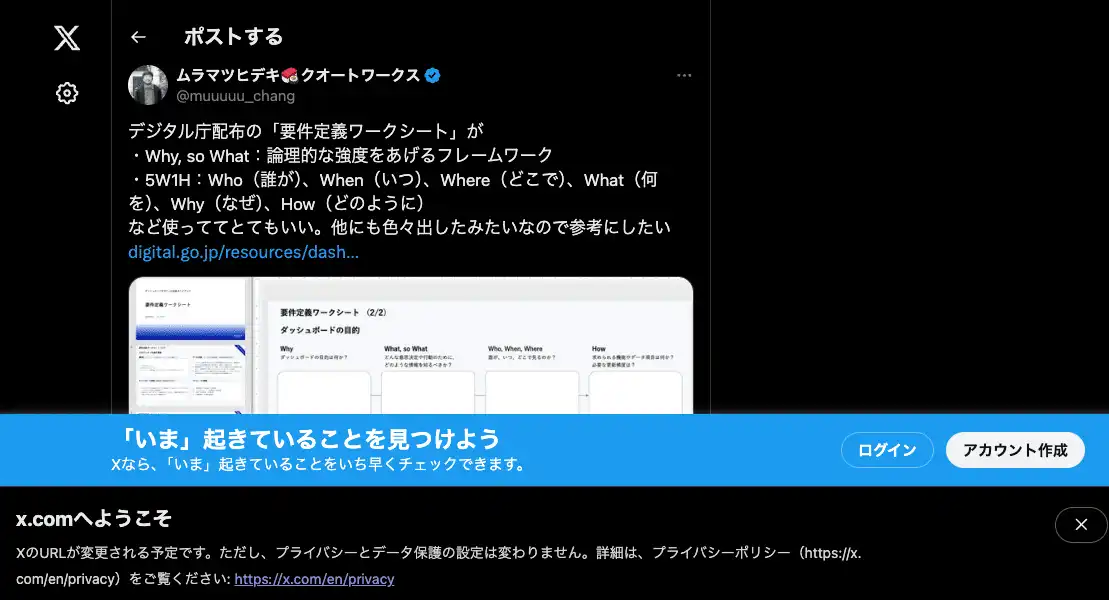 ポストする
ムラマツヒデキ🍣クオートワークス
@muuuuu_chang
デジタル庁配布の「要件定義ワークシート」が
・Why, so What：論理的な強度をあげるフレームワーク
・5W1H：Who（誰が）、When（いつ）、Where（どこで）、What（何
を）、Why（なぜ）、How（どのように）
など使っててとてもいい。他にも色々出したみたいなので参考にしたい
digital.go.jp/resources/dash…
要件定義ワークシート
要件定義ワークシート （2/2）
ダッシュボードの目的
Why
ダッシュボードの目的は何か？
What, so What
どんな意思決定や行動のために、
どのような情報を知るべきか？
Who, When, Where
誰が、いつ、どこで見るのか？
How
求められる機能やデータ項目は何か？
必要な更新頻度は？
「いま」起きていることを見つけよう
Xなら、「いま」起きていることをいち早くチェックできます。
ログイン
アカウント作成
x.comへようこそ
XのURLが変更される予定です。ただし、プライバシーとデータ保護の設定は変わりません。詳細は、プライバシーポリシー（https://x.
com/en/privacy）をご覧ください: https://x.com/en/privacy